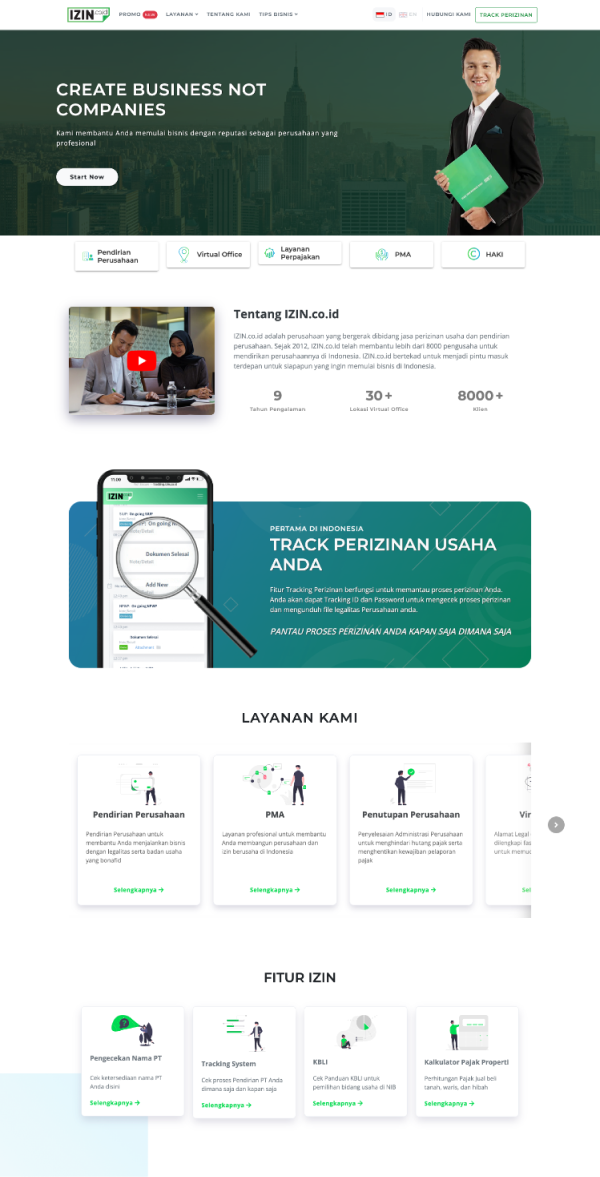 IZIN.co.id
PROMO NEW LAYANAN TENTANG KAMI TIPS BISNIS ID EN HUBUNGI KAMI TRACK PERIZINAN
CREATE BUSINESS NOT
COMPANIES
Kami membantu Anda memulai bisnis dengan reputasi sebagai perusahaan yang
profesional
Start Now
Pendirian
Perusahaan
Virtual Office
Layanan
Perpajakan
PMA
HAKI
Tentang IZIN.co.id
IZIN.co.id adalah perusahaan yang bergerak dibidang jasa perizinan usaha dan pendirian
perusahaan. Sejak 2012, IZIN.co.id telah membantu lebih dari 8000 pengusaha untuk
mendirikan perusahaannya di Indonesia. IZIN.co.id bertekad untuk menjadi pintu masuk
terdepan untuk siapapun yang ingin memulai bisnis di Indonesia.
9
Tahun Pengalaman
30 +
Lokasi Virtual Office
8000 +
Klien
11:00
IZIN
On going N
Dokumen Selesai
Add New
PERTAMA DI INDONESIA
TRACK PERIZINAN USAHA
ANDA
Fitur Tracking Perizinan berfungsi untuk memantau proses perizinan Anda.
Anda akan dapat Tracking ID dan Password untuk mengecek proses perizinan
dan mengunduh file legalitas Perusahaan anda.
PANTAU PROSES PERIZINAN ANDA KAPAN SAJA DIMANA SAJA
LAYANAN KAMI
Pendirian Perusahaan
Pendirian Perusahaan untuk
membantu Anda menjalankan bisnis
dengan legalitas serta badan usaha
yang bonafid
Selengkapnya →
PMA
Layanan profesional untuk membantu
Anda membangun perusahaan dan
izin berusaha di Indonesia
Selengkapnya →
Penutupan Perusahaan
Penyelesaian Administrasi Perusahaan
untuk menghindari hutang pajak serta
menghentikan kewajiban pelaporan
pajak
Selengkapnya →
Vir
Alamat Legal
dilengkapi fas
untuk memuc
Sel
FITUR IZIN
Pengecekan Nama PT
Cek ketersediaan nama PT
Anda disini
Selengkapnya →
Tracking System
Cek proses Pendirian PT Anda
dimana saja dan kapan saja
Selengkapnya →
KBLI
Cek Panduan KBLI untuk
pemilihan bidang usaha di NIB
Selengkapnya →
Kalkulator Pajak Properti
Perhitungan Pajak jual beli
tanah, waris, dan hibah
Selengkapnya →